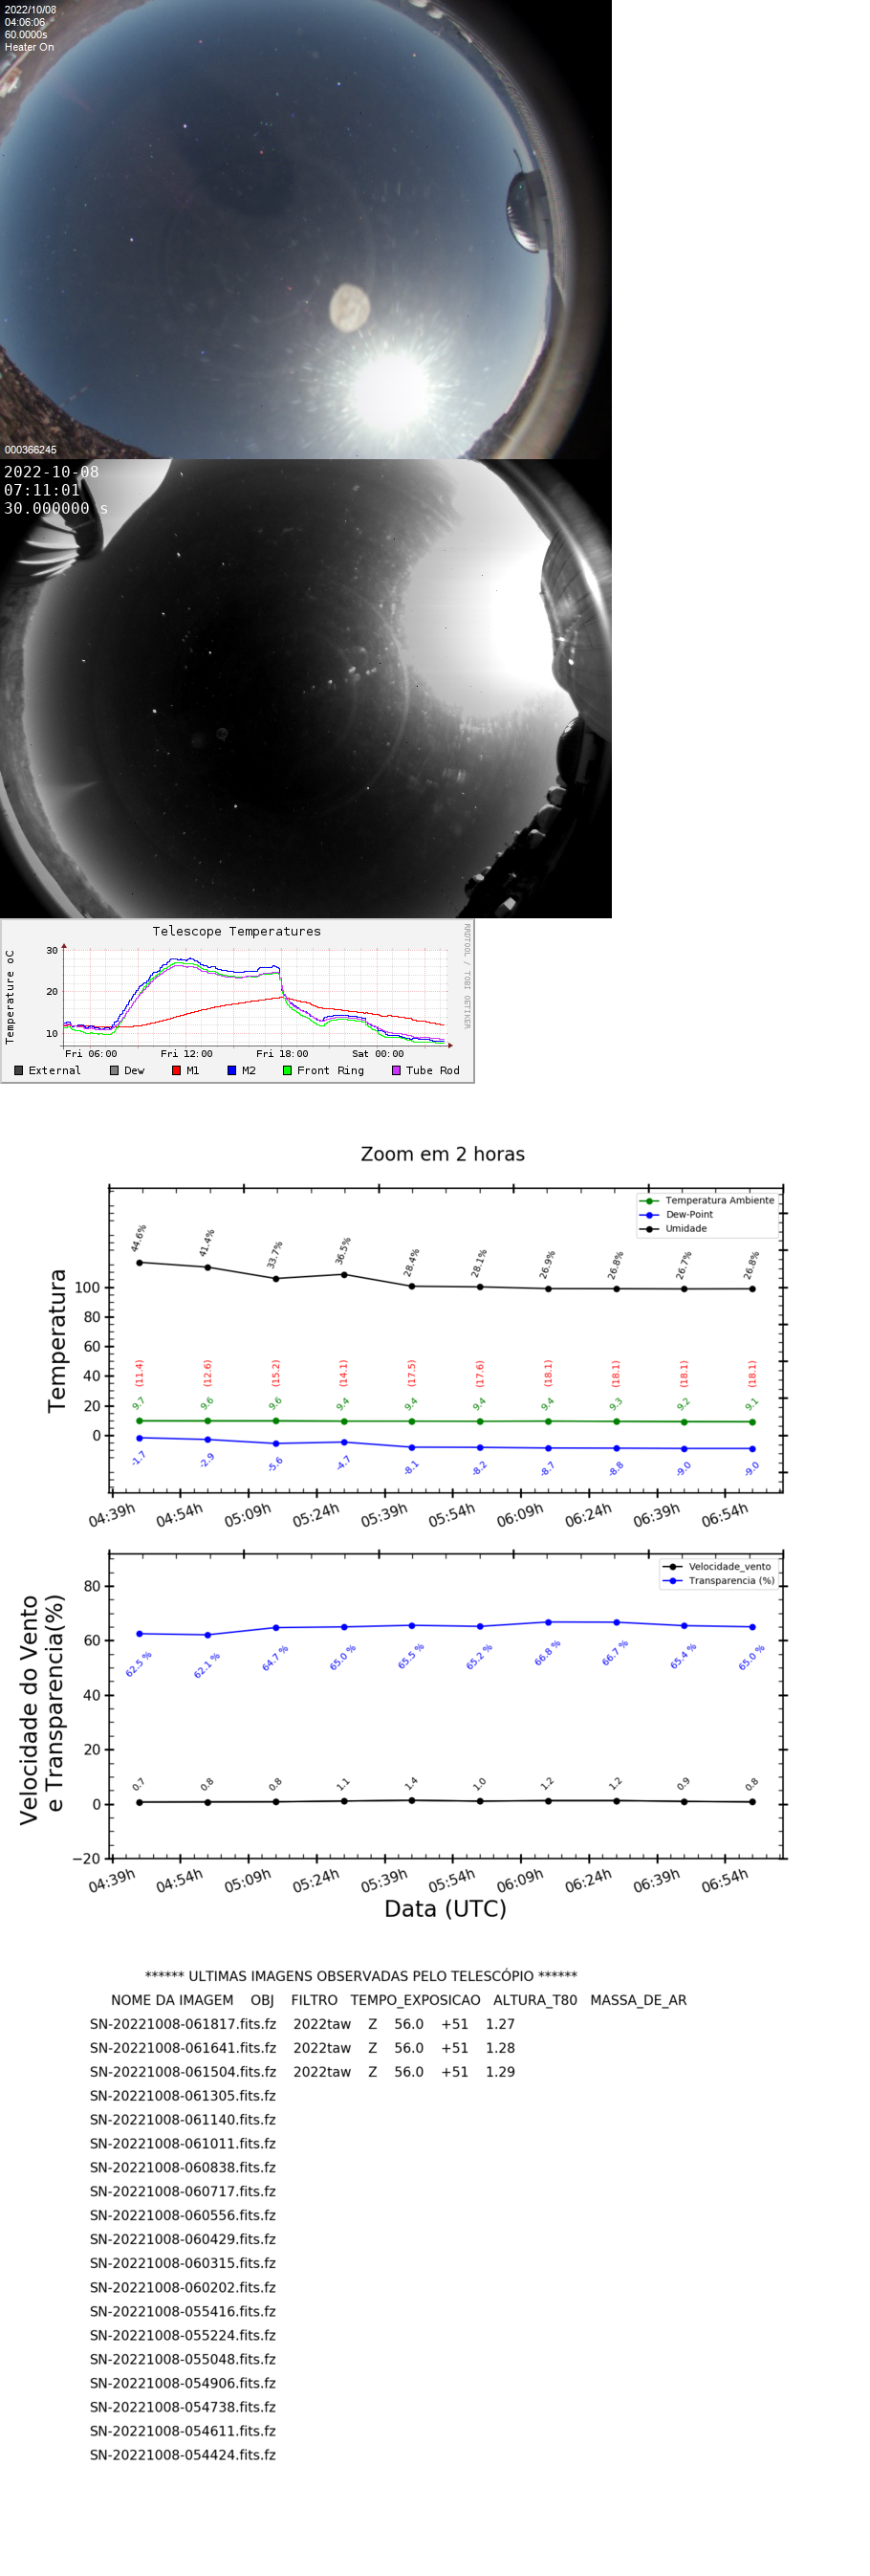 2022/10/08
04:06:06
60.0000s
Heater On
000366245
2022-10-08
07:11:01
30.000000 s
Telescope Temperatures
RRDTOOL / TOBI OETIKER
Temperature oC
30
20
10
Fri 06:00 Fri 12:00 Fri 18:00 Sat 00:00
External Dew M1 M2 Front Ring Tube Rod
Zoom em 2 horas
Temperatura
Temperatura Ambiente
Dew-Point
Umidade
44.6% 41.4% 33.7% 36.5% 28.4% 28.1% 26.9% 26.8% 26.7% 26.8%
100
80
60
40
20
0
(11.4) (12.6) (15.2) (14.1) (17.5) (17.6) (18.1) (18.1) (18.1) (18.1)
9.7 9.6 9.6 9.4 9.4 9.4 9.4 9.3 9.2 9.1
-1.7 -2.9 -5.6 -4.7 -8.1 -8.2 -8.7 -8.8 -9.0 -9.0
04:39h 04:54h 05:09h 05:24h 05:39h 05:54h 06:09h 06:24h 06:39h 06:54h
Velocidade do Vento
e Transparencia(%)
Velocidade_vento
Transparencia (%)
80
60
40
20
0
−20
62.5 % 62.1 % 64.7 % 65.0 % 65.5 % 65.2 % 66.8 % 66.7 % 65.4 % 65.0 %
0.7 0.8 0.8 1.1 1.4 1.0 1.2 1.2 0.9 0.8
04:39h 04:54h 05:09h 05:24h 05:39h 05:54h 06:09h 06:24h 06:39h 06:54h
Data (UTC)
****** ULTIMAS IMAGENS OBSERVADAS PELO TELESCÓPIO ******
NOME DA IMAGEM OBJ FILTRO TEMPO_EXPOSICAO ALTURA_T80 MASSA_DE_AR
SN-20221008-061817.fits.fz 2022taw Z 56.0 +51 1.27
SN-20221008-061641.fits.fz 2022taw Z 56.0 +51 1.28
SN-20221008-061504.fits.fz 2022taw Z 56.0 +51 1.29
SN-20221008-061305.fits.fz
SN-20221008-061140.fits.fz
SN-20221008-061011.fits.fz
SN-20221008-060838.fits.fz
SN-20221008-060717.fits.fz
SN-20221008-060556.fits.fz
SN-20221008-060429.fits.fz
SN-20221008-060315.fits.fz
SN-20221008-060202.fits.fz
SN-20221008-055416.fits.fz
SN-20221008-055224.fits.fz
SN-20221008-055048.fits.fz
SN-20221008-054906.fits.fz
SN-20221008-054738.fits.fz
SN-20221008-054611.fits.fz
SN-20221008-054424.fits.fz